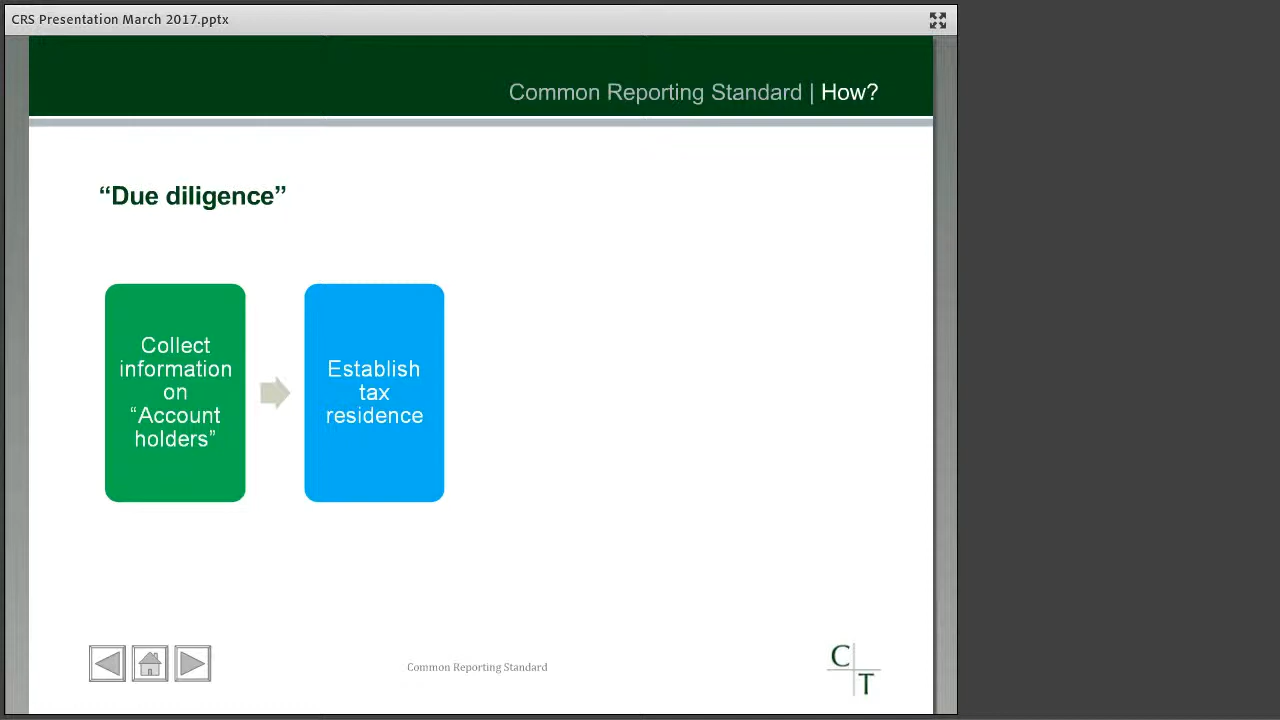 CRS Presentation March 2017.pptx
Common Reporting Standard | How?
“Due diligence”
Collect
information
on
“Account
holders”
Establish
tax
residence
Common Reporting Standard
C
T